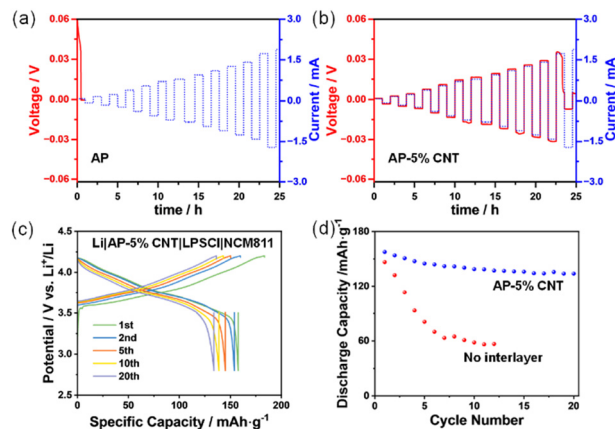 (a)
Voltage / V
0.06
0.03
0.00
−0.03
−0.06
AP
0 5 10 15 20 25
time / h
3.0
1.5
0.0
-1.5
-3.0
Current / mA
(b)
Voltage / V
0.06
0.03
0.00
−0.03
−0.06
AP-5% CNT
0 5 10 15 20 25
time / h
3.0
1.5
0.0
-1.5
-3.0
Current / mA
(c)
Potential / V vs. Li⁺/Li
4.5
4.0
3.5
3.0
2.5
Li|AP-5% CNT|LPSCl|NCM811
1st
2nd
5th
10th
20th
0 50 100 150 200
Specific Capacity / mAh·g⁻¹
(d)
Discharge Capacity /mAh·g⁻¹
180
120
60
0
AP-5% CNT
No interlayer
0 5 10 15 20
Cycle Number